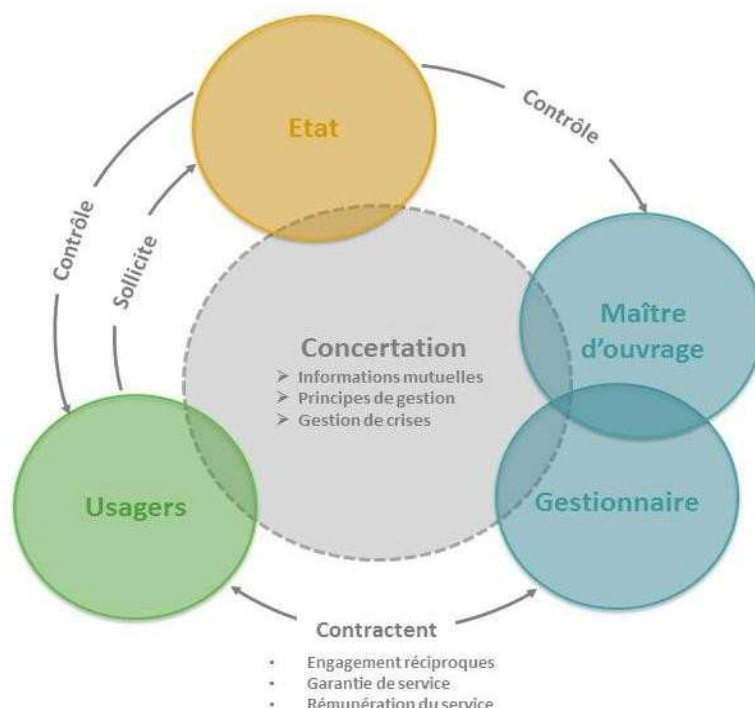 Etat
Contrôle
Contrôle
Sollicite
Maître
d'ouvrage
Concertation
➤ Informations mutuelles
➤ Principes de gestion
➤ Gestion de crises
Usagers
Gestionnaire
Contractent
▪ Engagement réciproques
▪ Garantie de service
▪ Rémunération du service